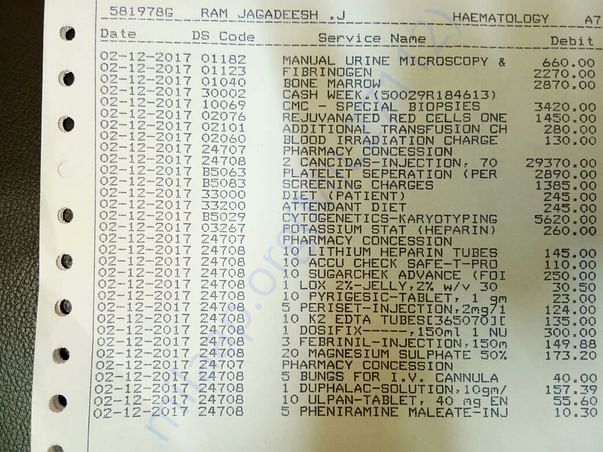 581978G RAM JAGADEESH .J HAEMATOLOGY A7
Date DS Code Service Name Debit
02-12-2017 01182 MANUAL URINE MICROSCOPY & 660.00
02-12-2017 01123 FIBRINOGEN 2270.00
02-12-2017 01040 BONE MARROW 2870.00
02-12-2017 30002 CASH WEEK.(50029R184613)
02-12-2017 10069 CMC - SPECIAL BIOPSIES 3420.00
02-12-2017 02076 REJUVANATED RED CELLS ONE 1450.00
02-12-2017 02101 ADDITIONAL TRANSFUSION CH 280.00
02-12-2017 02060 BLOOD IRRADIATION CHARGE 130.00
02-12-2017 24707 PHARMACY CONCESSION
02-12-2017 24708 2 CANCIDAS-INJECTION, 70 29370.00
02-12-2017 B5063 PLATELET SEPERATION (PER 2890.00
02-12-2017 B5083 SCREENING CHARGES 1385.00
02-12-2017 33000 DIET (PATIENT) 245.00
02-12-2017 33200 ATTENDANT DIET 245.00
02-12-2017 B5029 CYTOGENETICS-KARYOTYPING 5620.00
02-12-2017 03267 POTASSIUM STAT (HEPARIN) 260.00
02-12-2017 24707 PHARMACY CONCESSION
02-12-2017 24708 10 LITHIUM HEPARIN TUBES 145.00
02-12-2017 24708 10 ACCU CHECK SAFE-T-PRO 110.00
02-12-2017 24708 10 SUGARCHEK ADVANCE (FOI 250.00
02-12-2017 24708 1 LOX 2%-JELLY,2% w/v 30 30.50
02-12-2017 24708 10 PYRIGESIC-TABLET, 1 gm 23.00
02-12-2017 24708 5 PERISET-INJECTION,2mg/1 124.00
02-12-2017 24708 10 K2 EDTA TUBES[365070][ 135.00
02-12-2017 24708 1 DOSIFIX-----,150ml 1 NU 300.00
02-12-2017 24708 3 FEBRINIL-INJECTION,150m 149.88
02-12-2017 24708 20 MAGNESIUM SULPHATE 50% 173.20
02-12-2017 24707 PHARMACY CONCESSION
02-12-2017 24708 5 BUNGS FOR I.V. CANNULA 40.00
02-12-2017 24708 1 DUPHALAC-SOLUTION,10gm/ 157.39
02-12-2017 24708 10 ULPAN-TABLET, 40 mg EN 55.60
02-12-2017 24708 5 PHENIRAMINE MALEATE-INJ 10.30